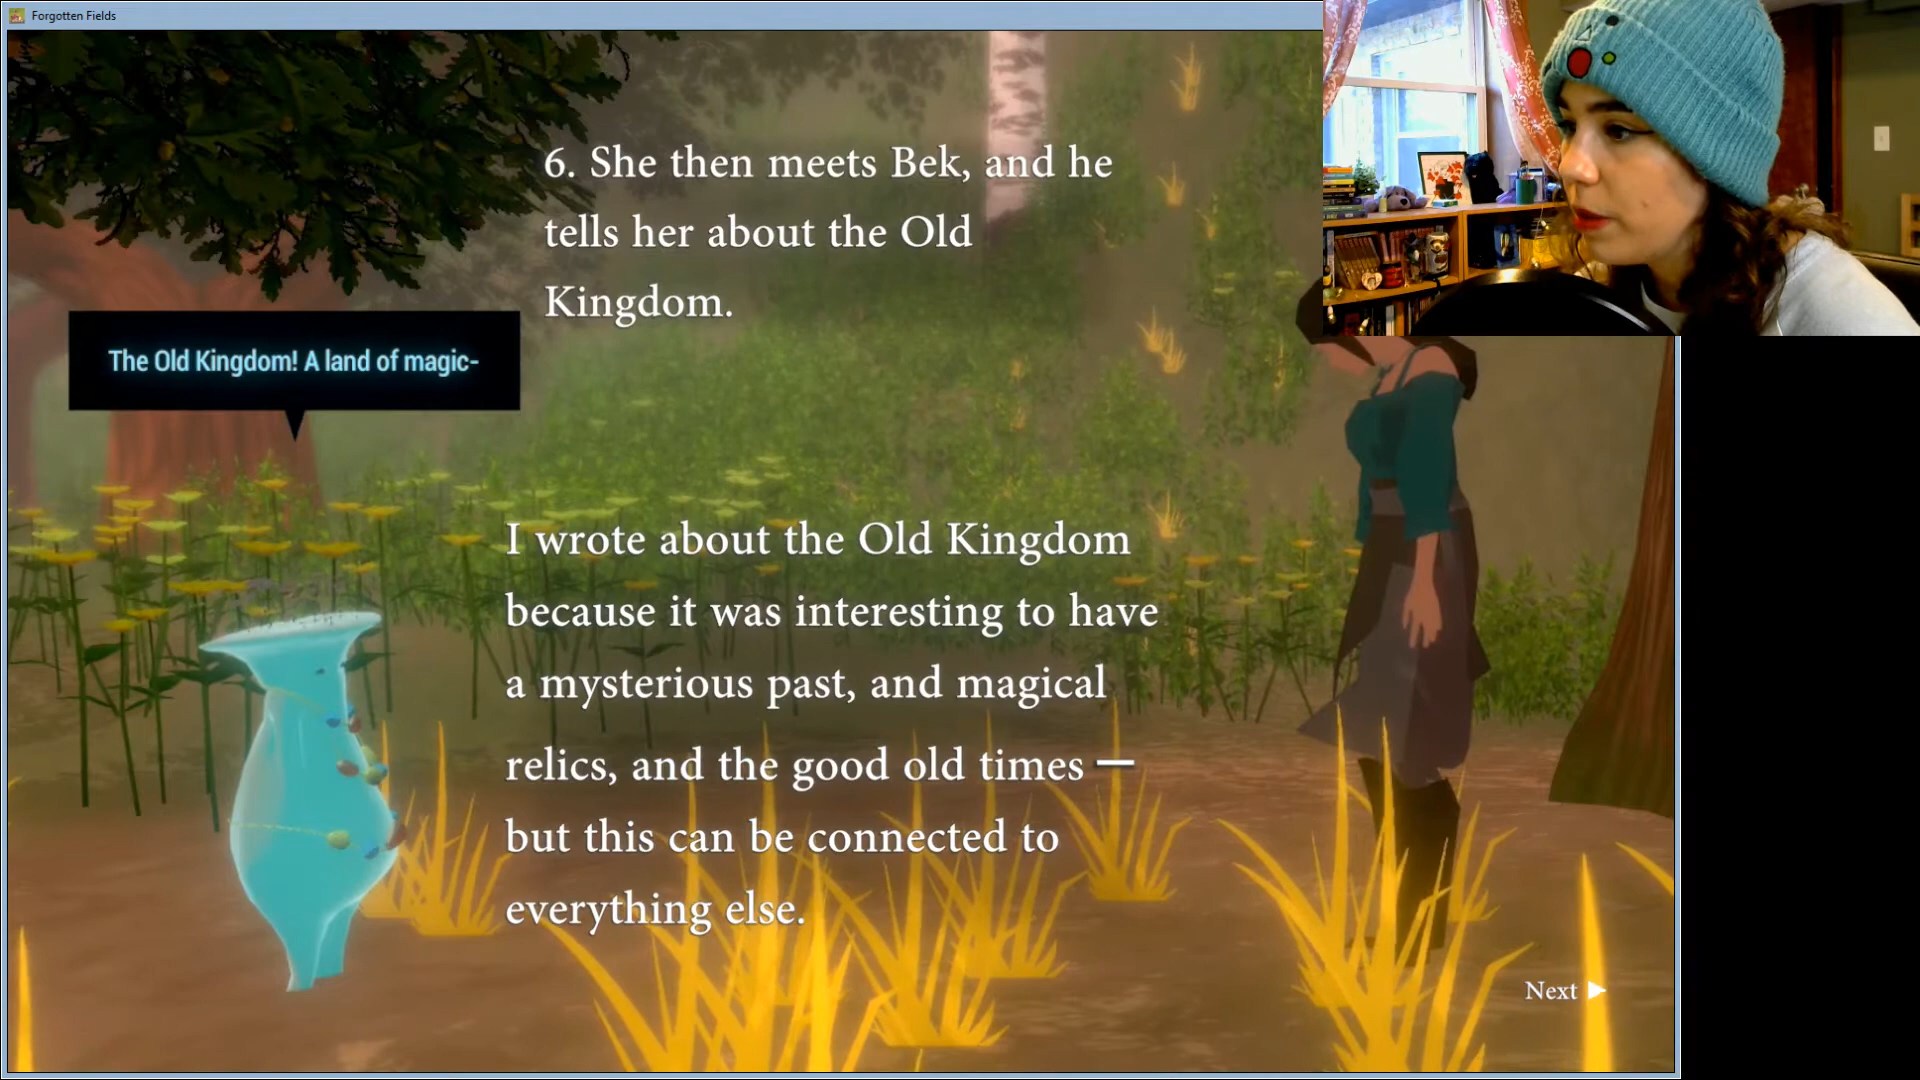 Forgotten Fields
6. She then meets Bek, and he
tells her about the Old
Kingdom.
The Old Kingdom! A land of magic-
I wrote about the Old Kingdom
because it was interesting to have
a mysterious past, and magical
relics, and the good old times —
but this can be connected to
everything else.
Next